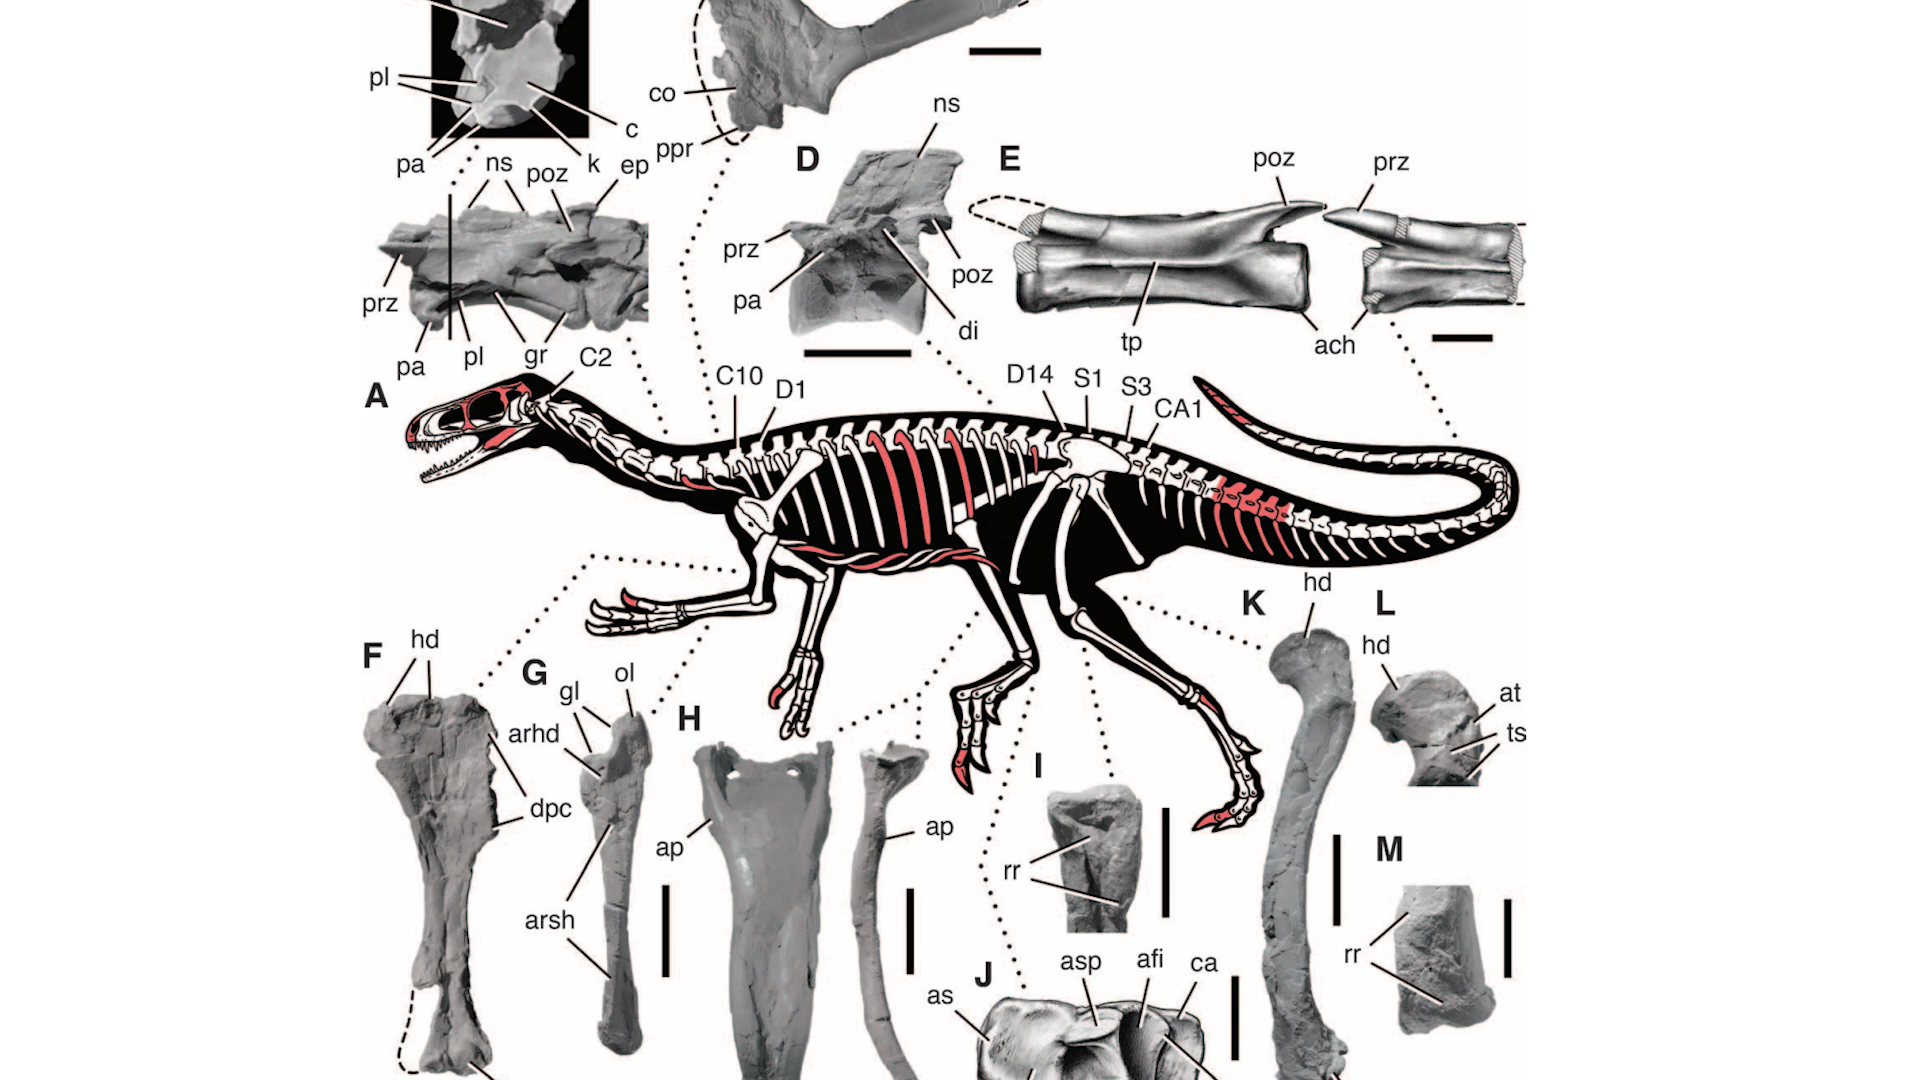 pl
pa
c
k
co
ppr
ns
poz
ep
prz
pa
pl
gr
C2
D
ns
prz
pa
poz
di
E
poz
prz
tp
ach
A
C10
D1
D14
S1
S3
CA1
F
hd
dpc
G
gl
ol
arhd
arsh
H
ap
ap
I
rr
J
as
asp
afi
ca
K
hd
L
hd
at
ts
M
rr